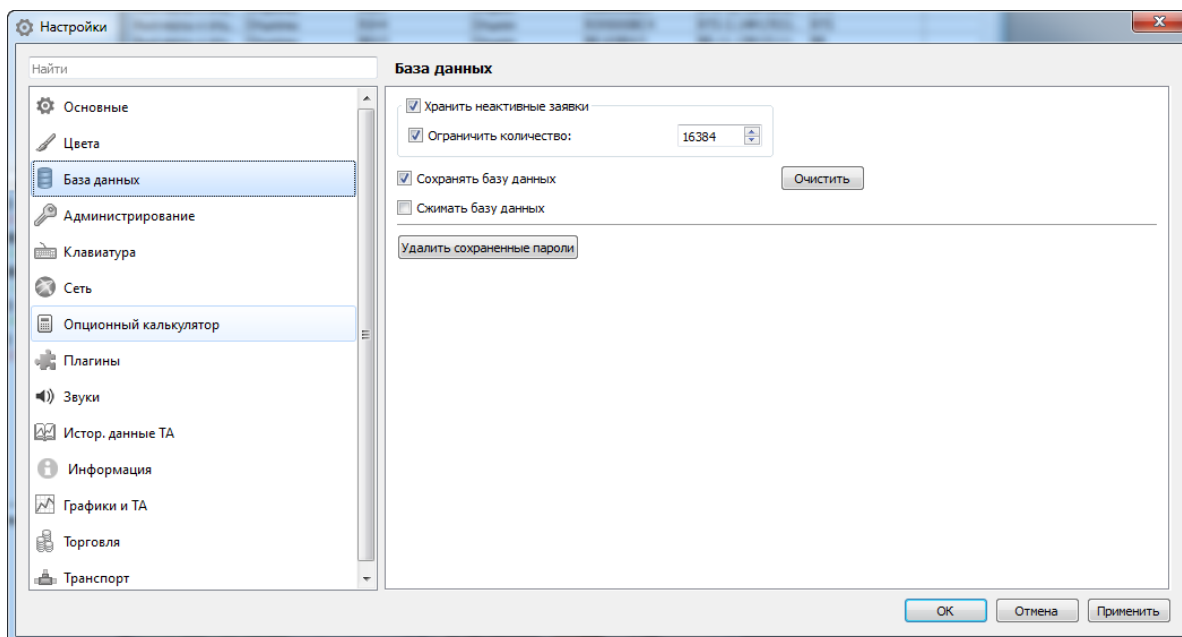 Настройки
Найти
База данных
Основные
Цвета
База данных
Администрирование
Клавиатура
Сеть
Опционный калькулятор
Плагины
Звуки
Истор. данные ТА
Информация
Графики и ТА
Торговля
Транспорт
Хранить неактивные заявки
Ограничить количество: 16384
Сохранять базу данных Очистить
Сжимать базу данных
Удалить сохраненные пароли
ОК Отмена Применить